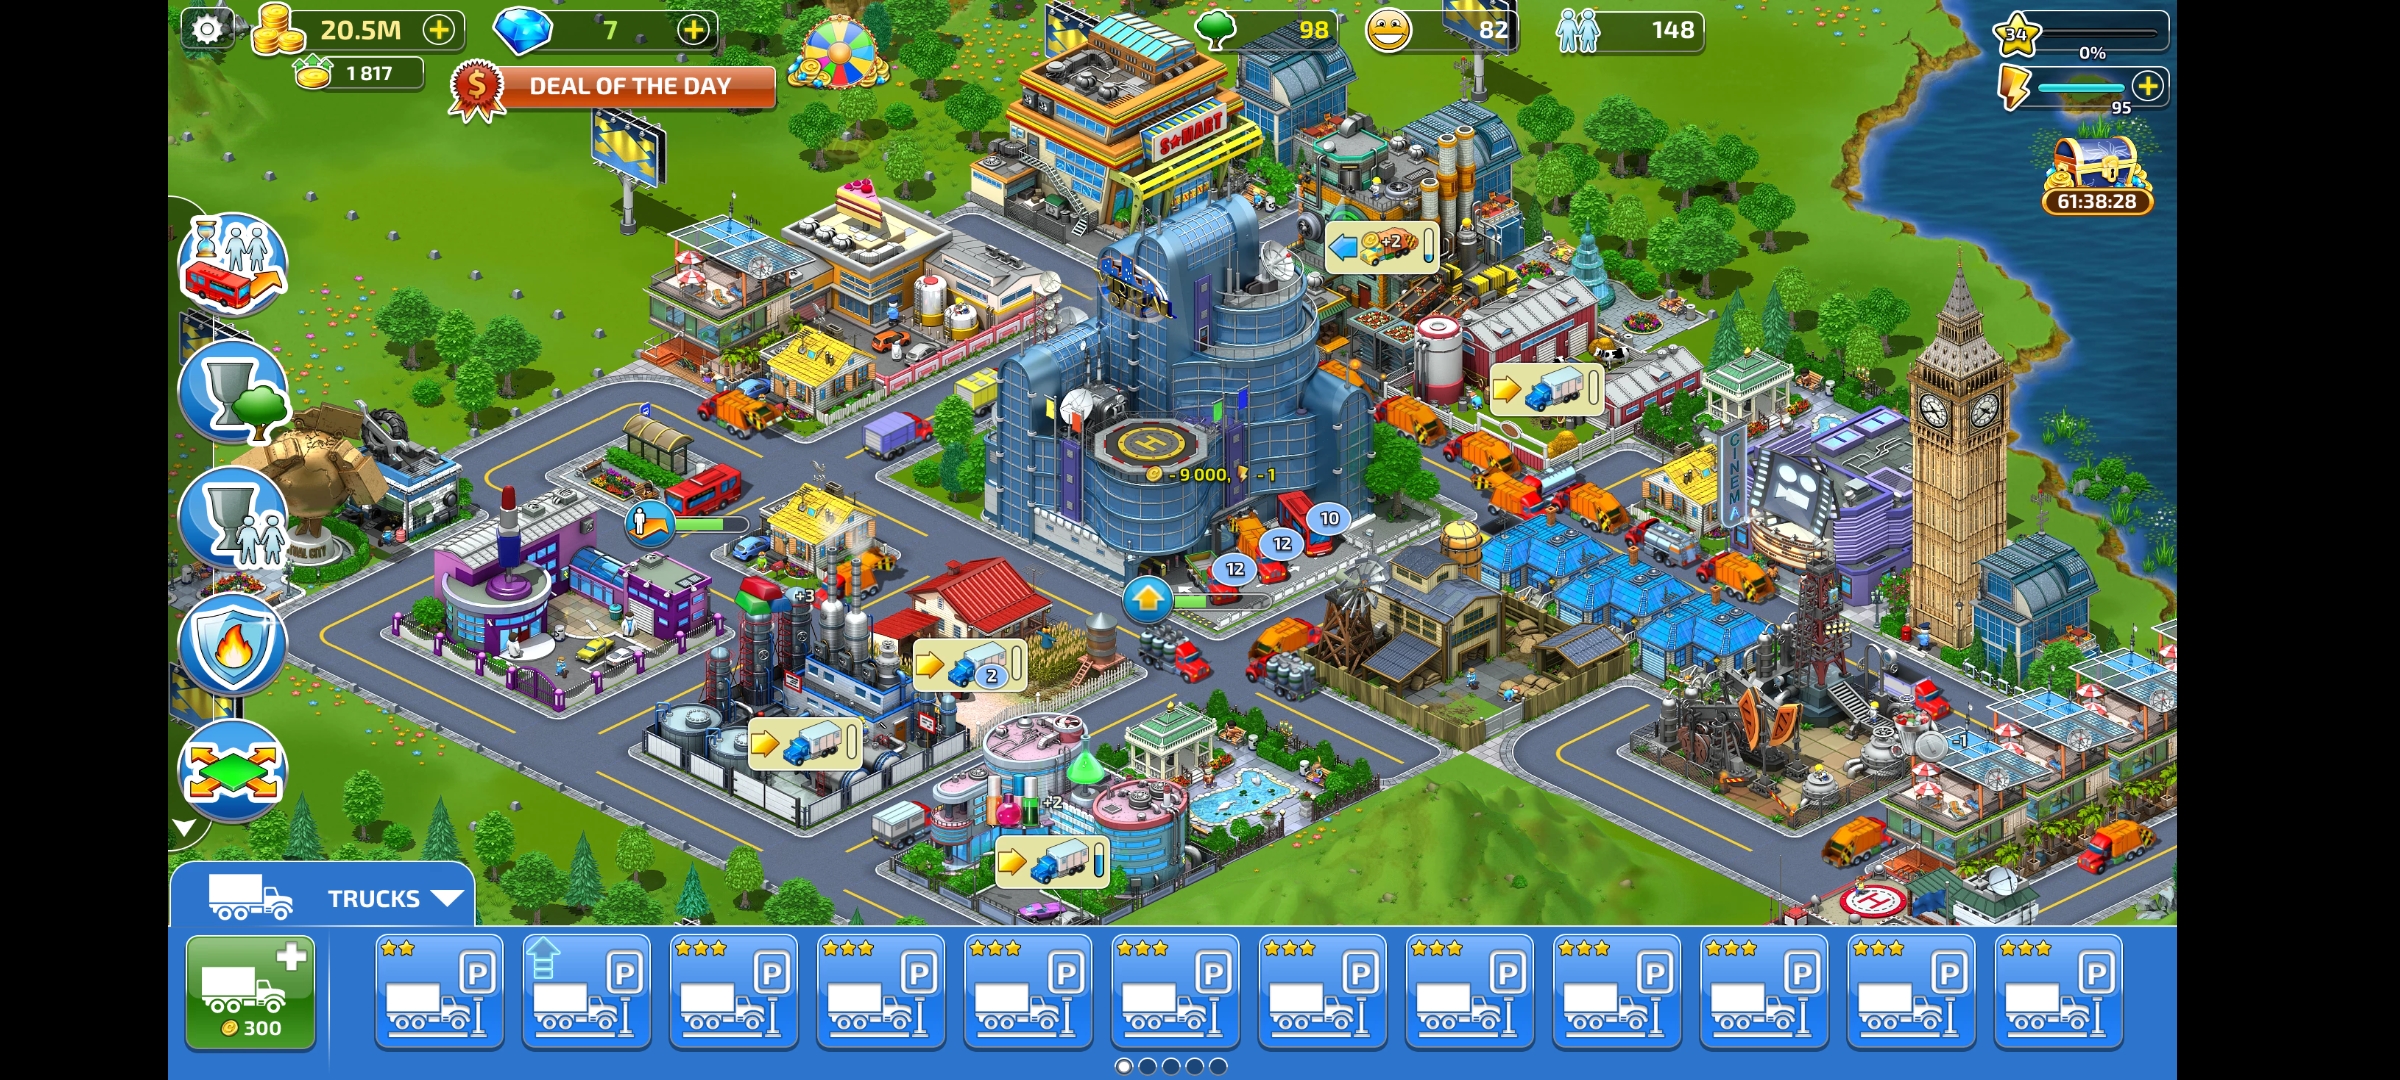 20.5M
7
98
82
148
34
0%
1 817
DEAL OF THE DAY
95
61:38:28
S★MART
+2
CINEMA
H
-9 000, -1
10
12
12
+3
2
-1
+2
H
TRUCKS
300
P
P
P
P
P
P
P
P
P
P
P
P